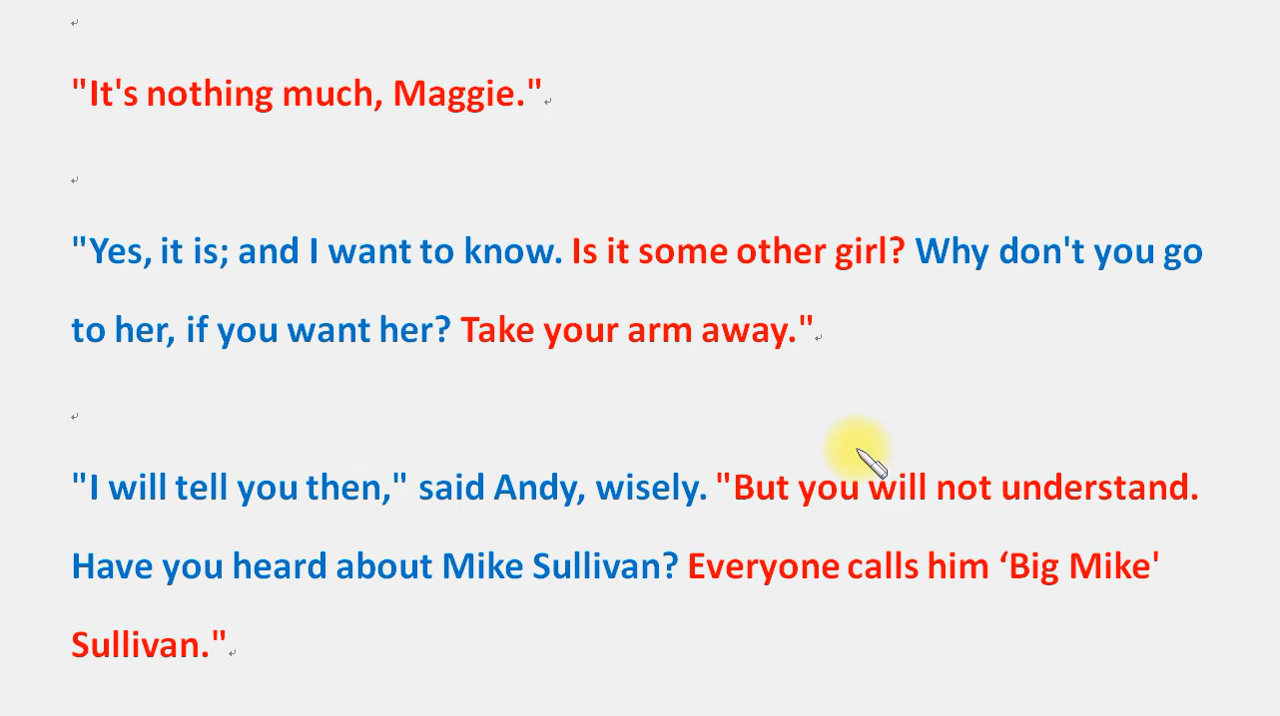 "It's nothing much, Maggie."
"Yes, it is; and I want to know. Is it some other girl? Why don't you go
to her, if you want her? Take your arm away."
"I will tell you then," said Andy, wisely. "But you will not understand.
Have you heard about Mike Sullivan? Everyone calls him ‘Big Mike'
Sullivan."